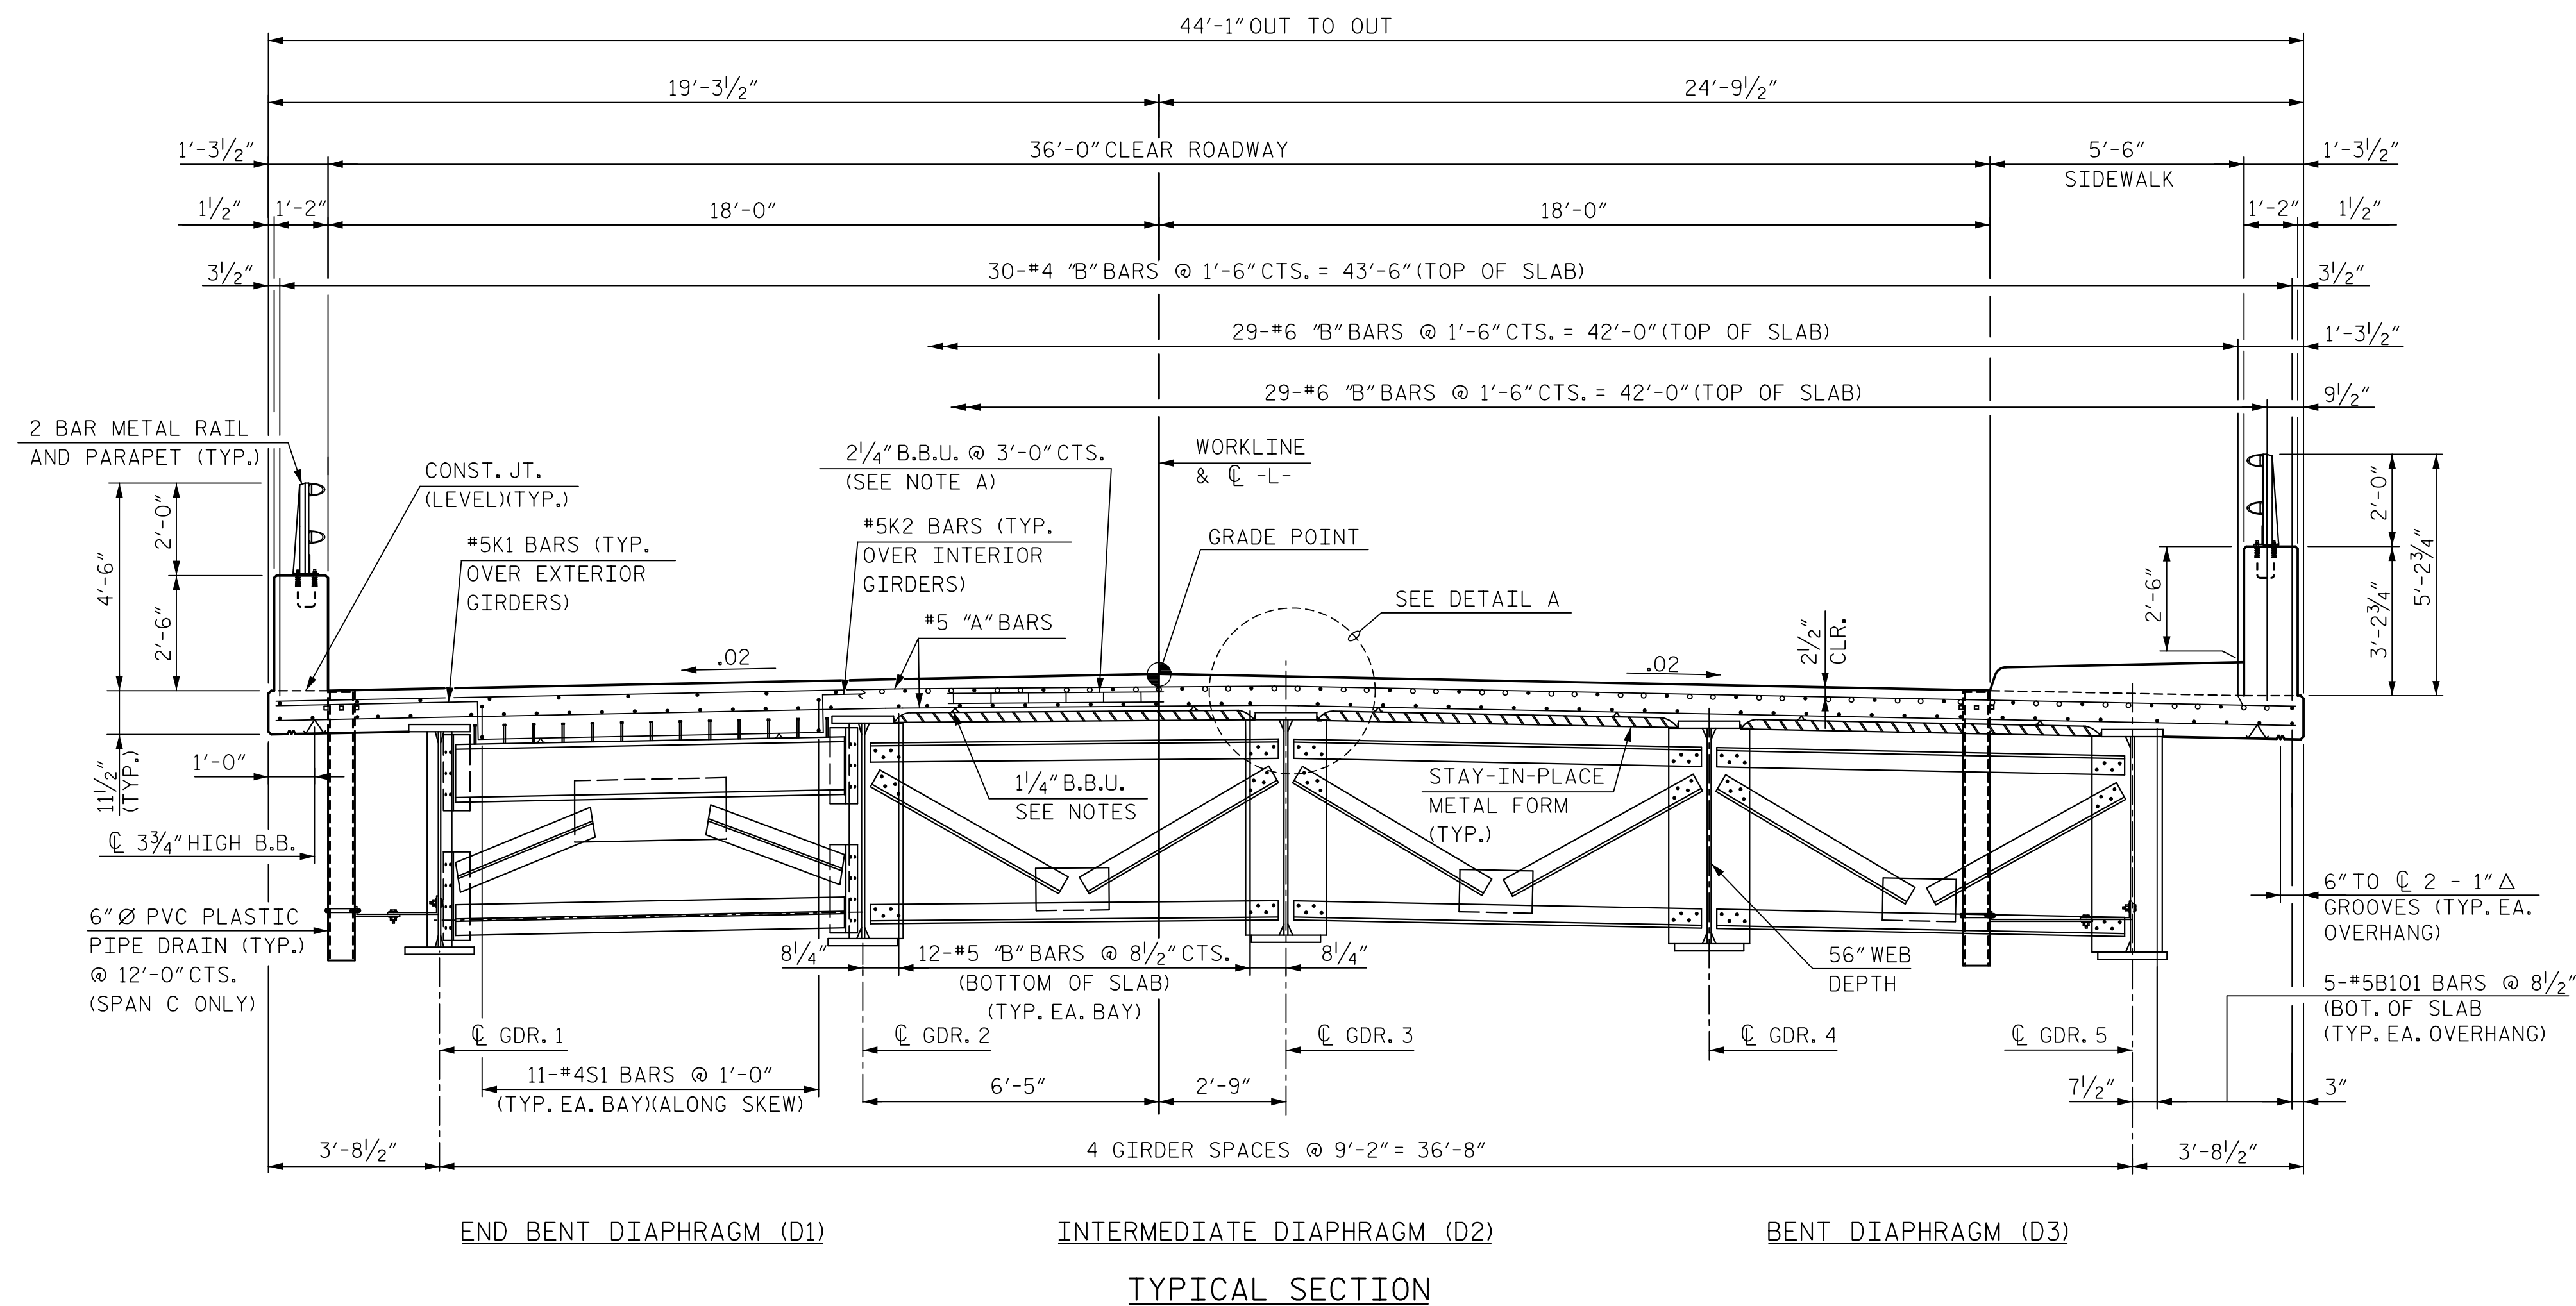 44'-1" OUT TO OUT
19'-3½"
24'-9½"
1'-3½"
36'-0" CLEAR ROADWAY
5'-6"
SIDEWALK
1'-3½"
1½"
1'-2"
18'-0"
18'-0"
1'-2"
1½"
3½"
30-#4 "B" BARS @ 1'-6" CTS. = 43'-6" (TOP OF SLAB)
3½"
29-#6 "B" BARS @ 1'-6" CTS. = 42'-0" (TOP OF SLAB)
1'-3½"
29-#6 "B" BARS @ 1'-6" CTS. = 42'-0" (TOP OF SLAB)
9½"
2 BAR METAL RAIL
AND PARAPET (TYP.)
CONST. JT.
(LEVEL)(TYP.)
2¼" B.B.U. @ 3'-0" CTS.
(SEE NOTE A)
WORKLINE
& ℄ -L-
#5K1 BARS (TYP.
OVER EXTERIOR
GIRDERS)
#5K2 BARS (TYP.
OVER INTERIOR
GIRDERS)
GRADE POINT
#5 "A" BARS
SEE DETAIL A
4'-6"
2'-0"
2'-6"
2½"
CLR.
2'-6"
2'-0"
3'-2¾"
5'-2¾"
.02
.02
1'-0"
11½"
(TYP.)
℄ 3¾" HIGH B.B.
1¼" B.B.U.
SEE NOTES
STAY-IN-PLACE
METAL FORM
(TYP.)
6" Ø PVC PLASTIC
PIPE DRAIN (TYP.)
@ 12'-0" CTS.
(SPAN C ONLY)
8¼"
12-#5 "B" BARS @ 8½" CTS.
(BOTTOM OF SLAB)
(TYP. EA. BAY)
8¼"
56" WEB
DEPTH
6" TO ℄ 2 - 1" △
GROOVES (TYP. EA.
OVERHANG)
5-#5B101 BARS @ 8½"
(BOT. OF SLAB
(TYP. EA. OVERHANG)
℄ GDR. 1
℄ GDR. 2
℄ GDR. 3
℄ GDR. 4
℄ GDR. 5
11-#4S1 BARS @ 1'-0"
(TYP. EA. BAY)(ALONG SKEW)
6'-5"
2'-9"
7½"
3"
3'-8½"
4 GIRDER SPACES @ 9'-2" = 36'-8"
3'-8½"
END BENT DIAPHRAGM (D1)
INTERMEDIATE DIAPHRAGM (D2)
BENT DIAPHRAGM (D3)
TYPICAL SECTION